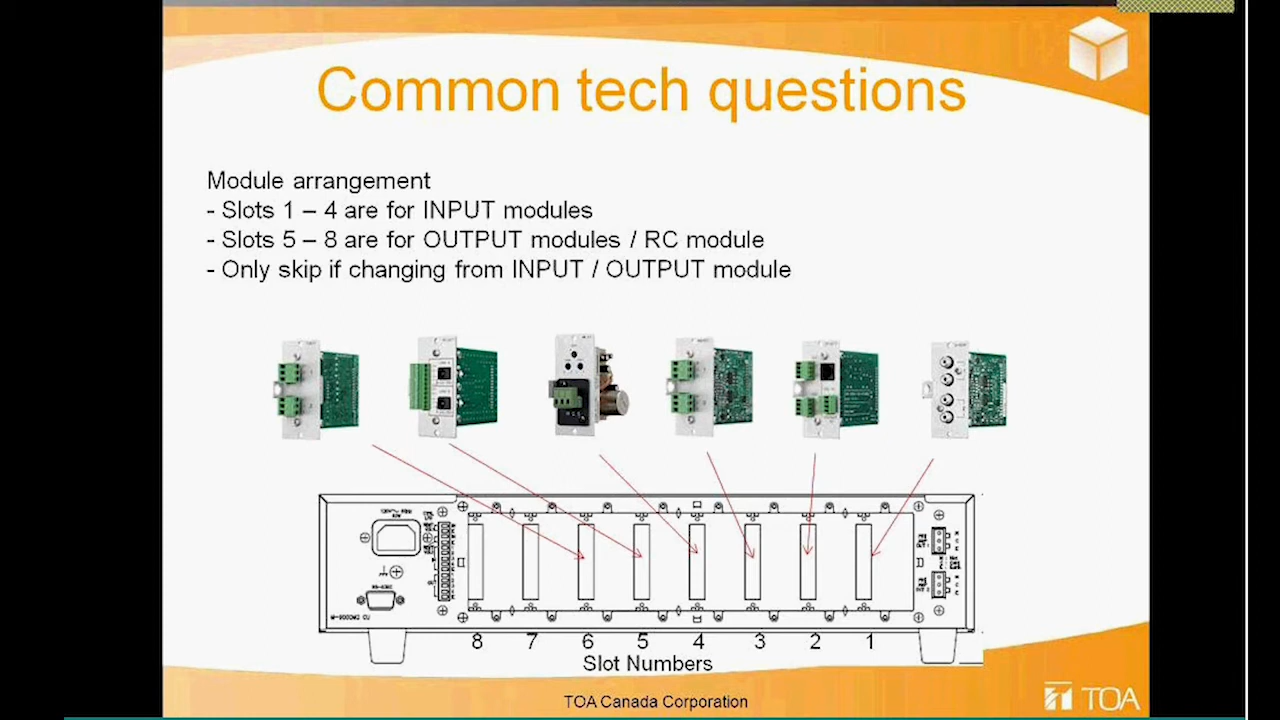 Common tech questions
Module arrangement
- Slots 1 – 4 are for INPUT modules
- Slots 5 – 8 are for OUTPUT modules / RC module
- Only skip if changing from INPUT / OUTPUT module
8 7 6 5 4 3 2 1
Slot Numbers
TOA Canada Corporation
TOA